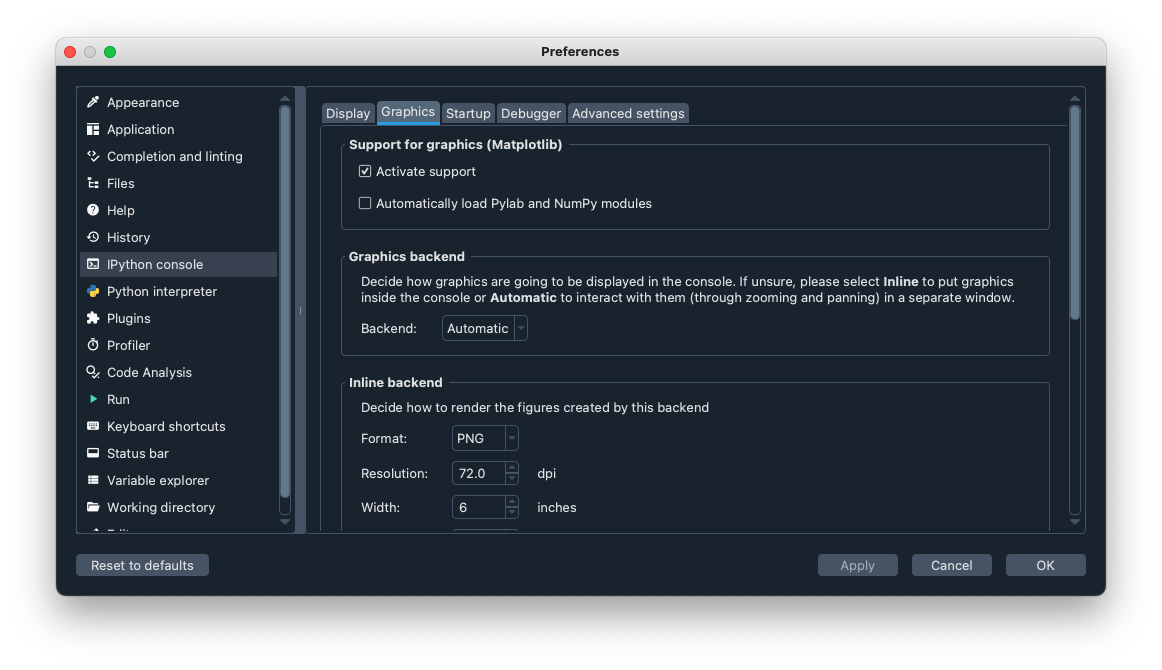 Preferences
Appearance
Application
Completion and linting
Files
Help
History
IPython console
Python interpreter
Plugins
Profiler
Code Analysis
Run
Keyboard shortcuts
Status bar
Variable explorer
Working directory
Display Graphics Startup Debugger Advanced settings
Support for graphics (Matplotlib)
Activate support
Automatically load Pylab and NumPy modules
Graphics backend
Decide how graphics are going to be displayed in the console. If unsure, please select Inline to put graphics
inside the console or Automatic to interact with them (through zooming and panning) in a separate window.
Backend: Automatic
Inline backend
Decide how to render the figures created by this backend
Format: PNG
Resolution: 72.0 dpi
Width: 6 inches
Reset to defaults Apply Cancel OK